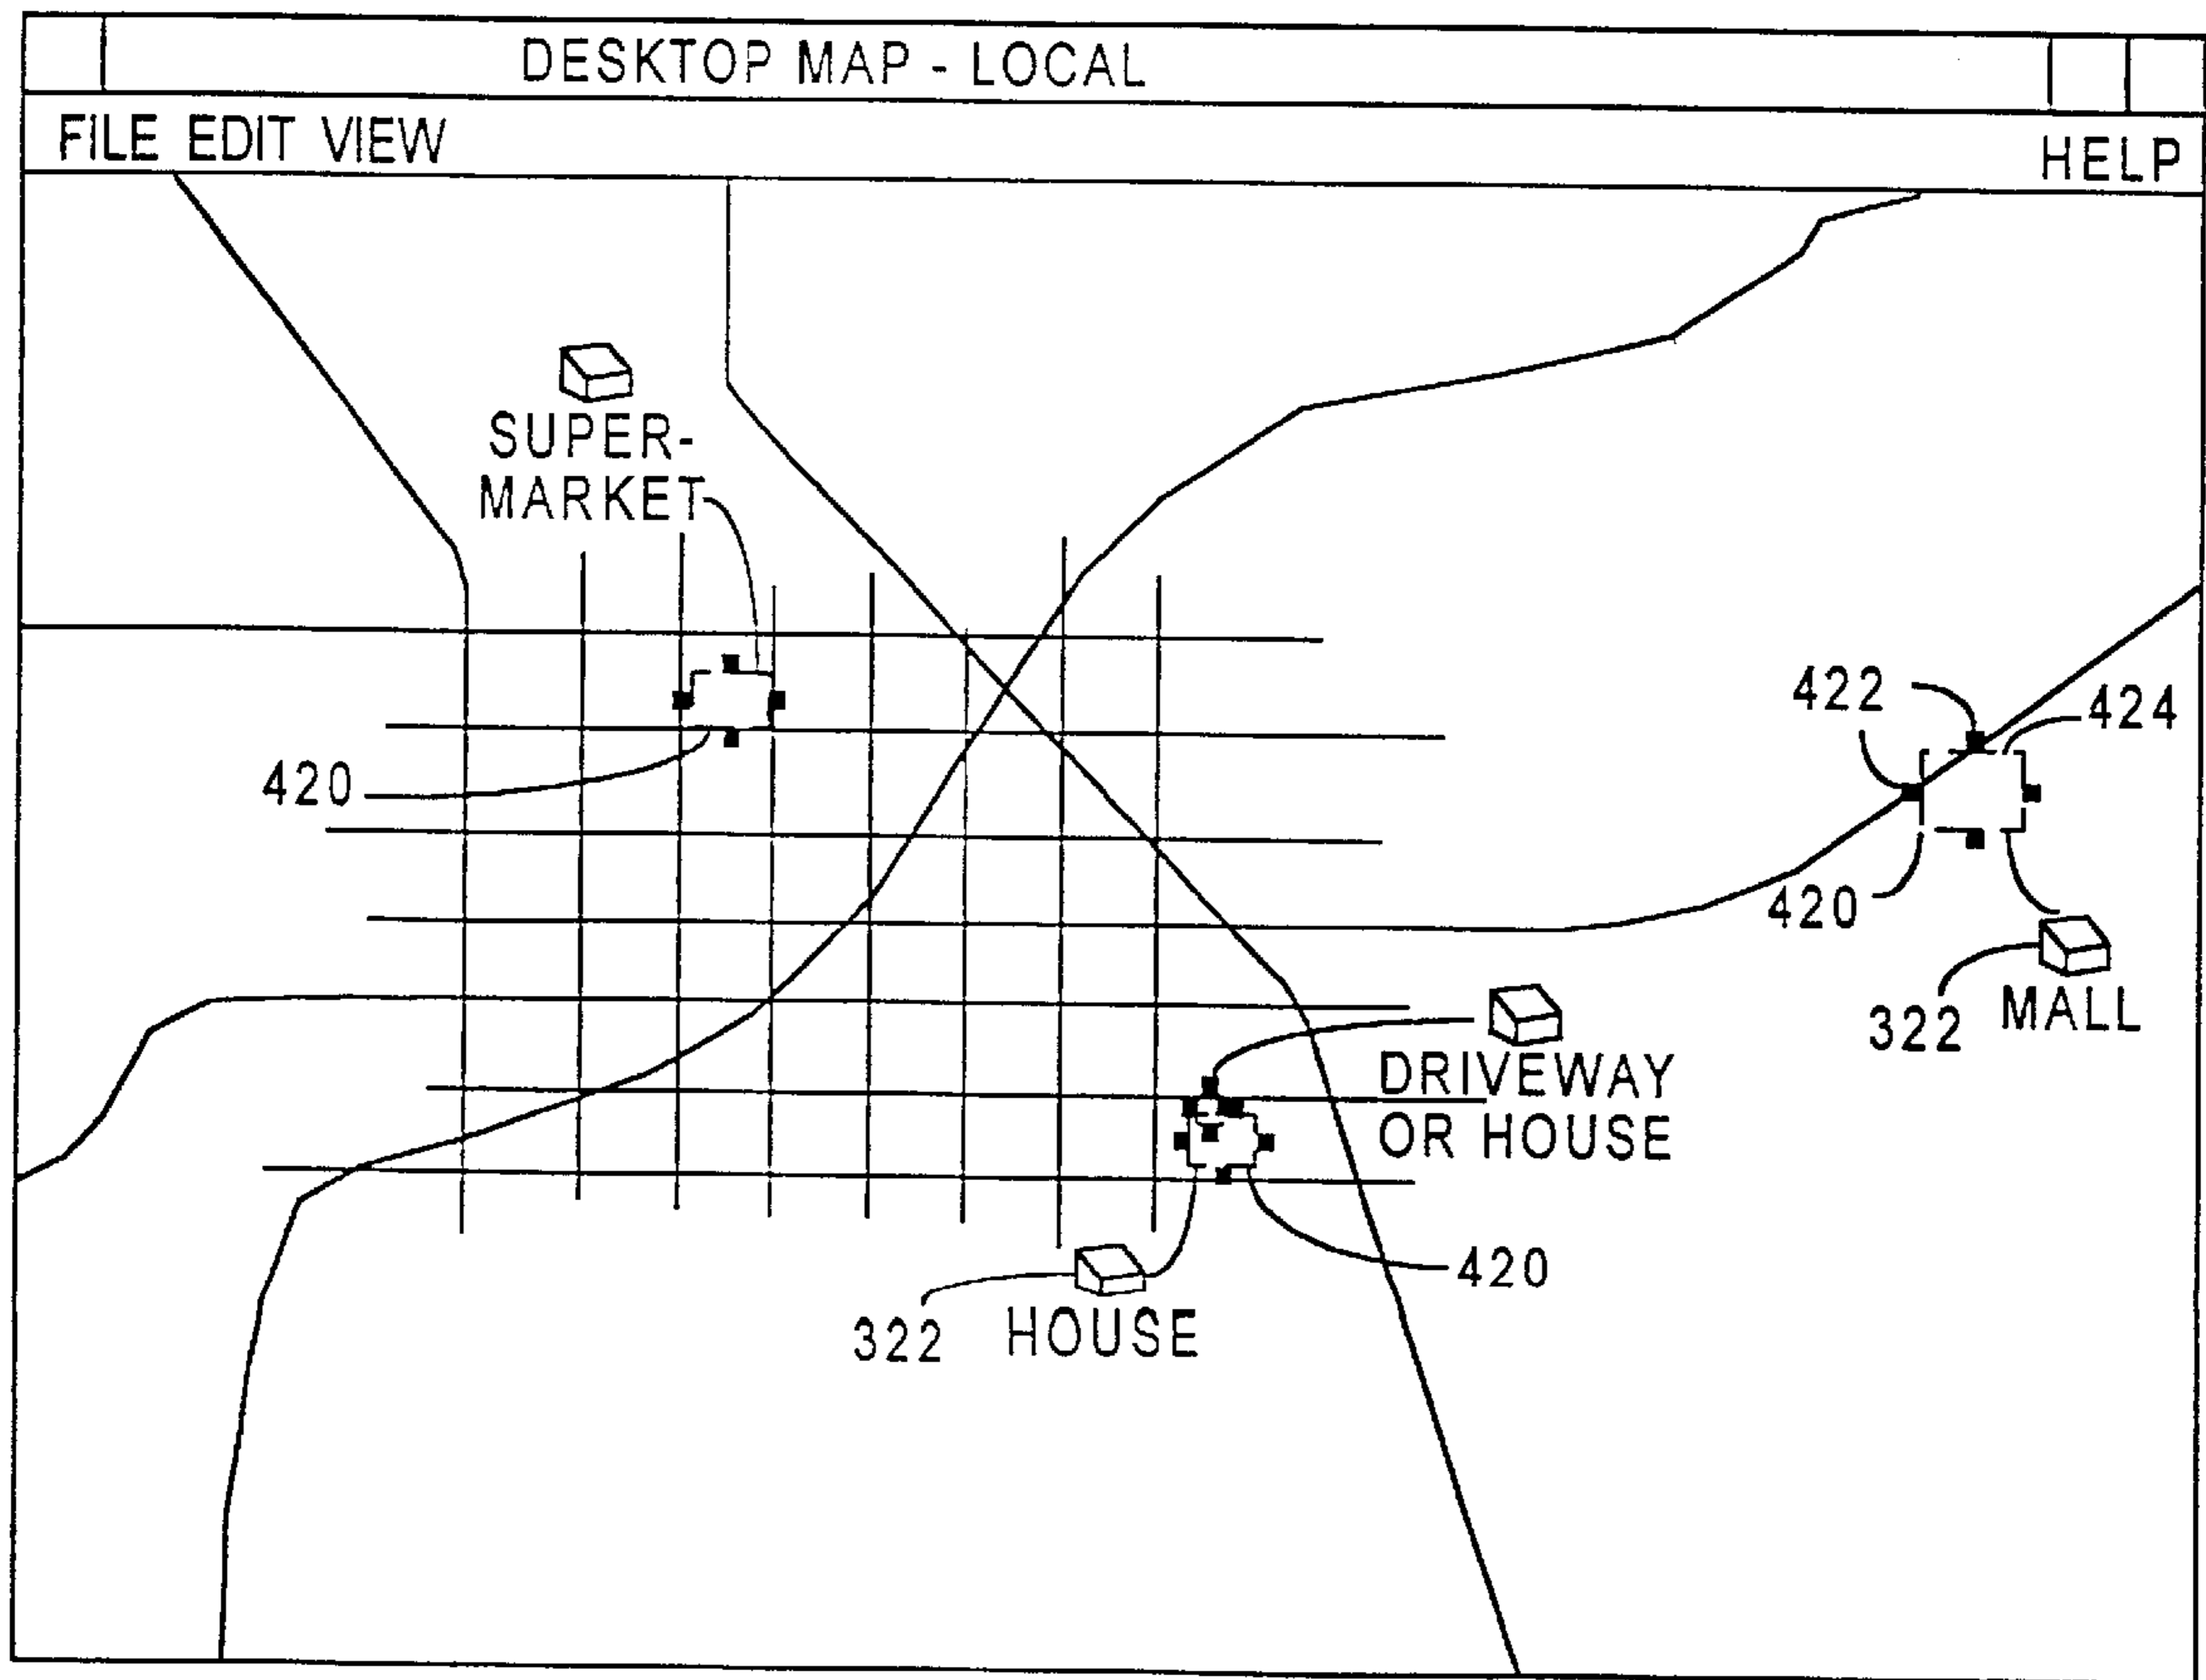 DESKTOP MAP - LOCAL
FILE EDIT VIEW
HELP
SUPER-
MARKET
422
424
420
420
322
MALL
DRIVEWAY
OR HOUSE
420
322
HOUSE